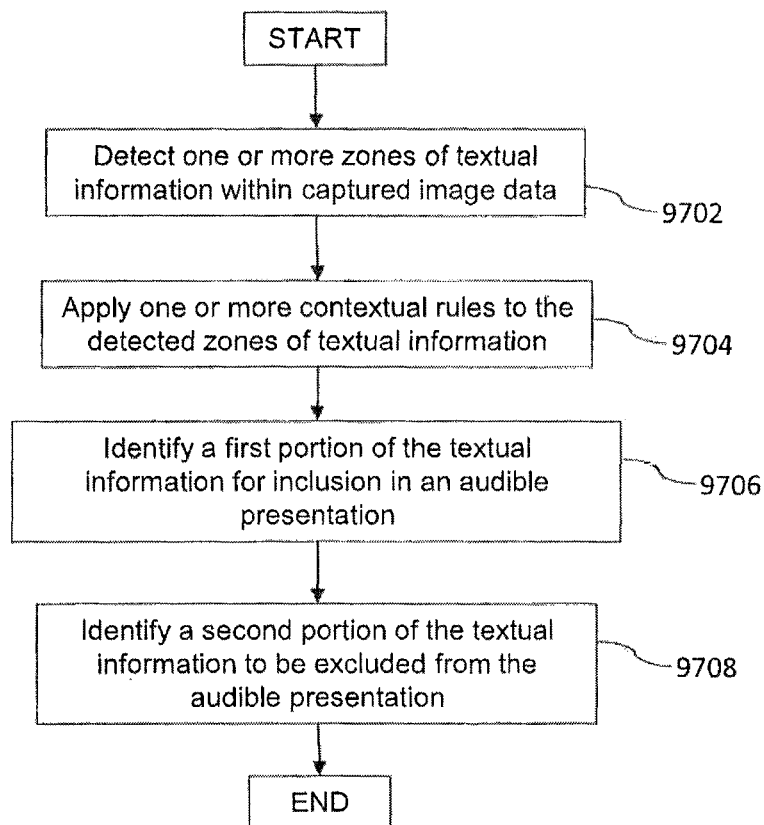 START
Detect one or more zones of textual
information within captured image data
9702
Apply one or more contextual rules to the
detected zones of textual information
9704
Identify a first portion of the textual
information for inclusion in an audible
presentation
9706
Identify a second portion of the textual
information to be excluded from the
audible presentation
9708
END